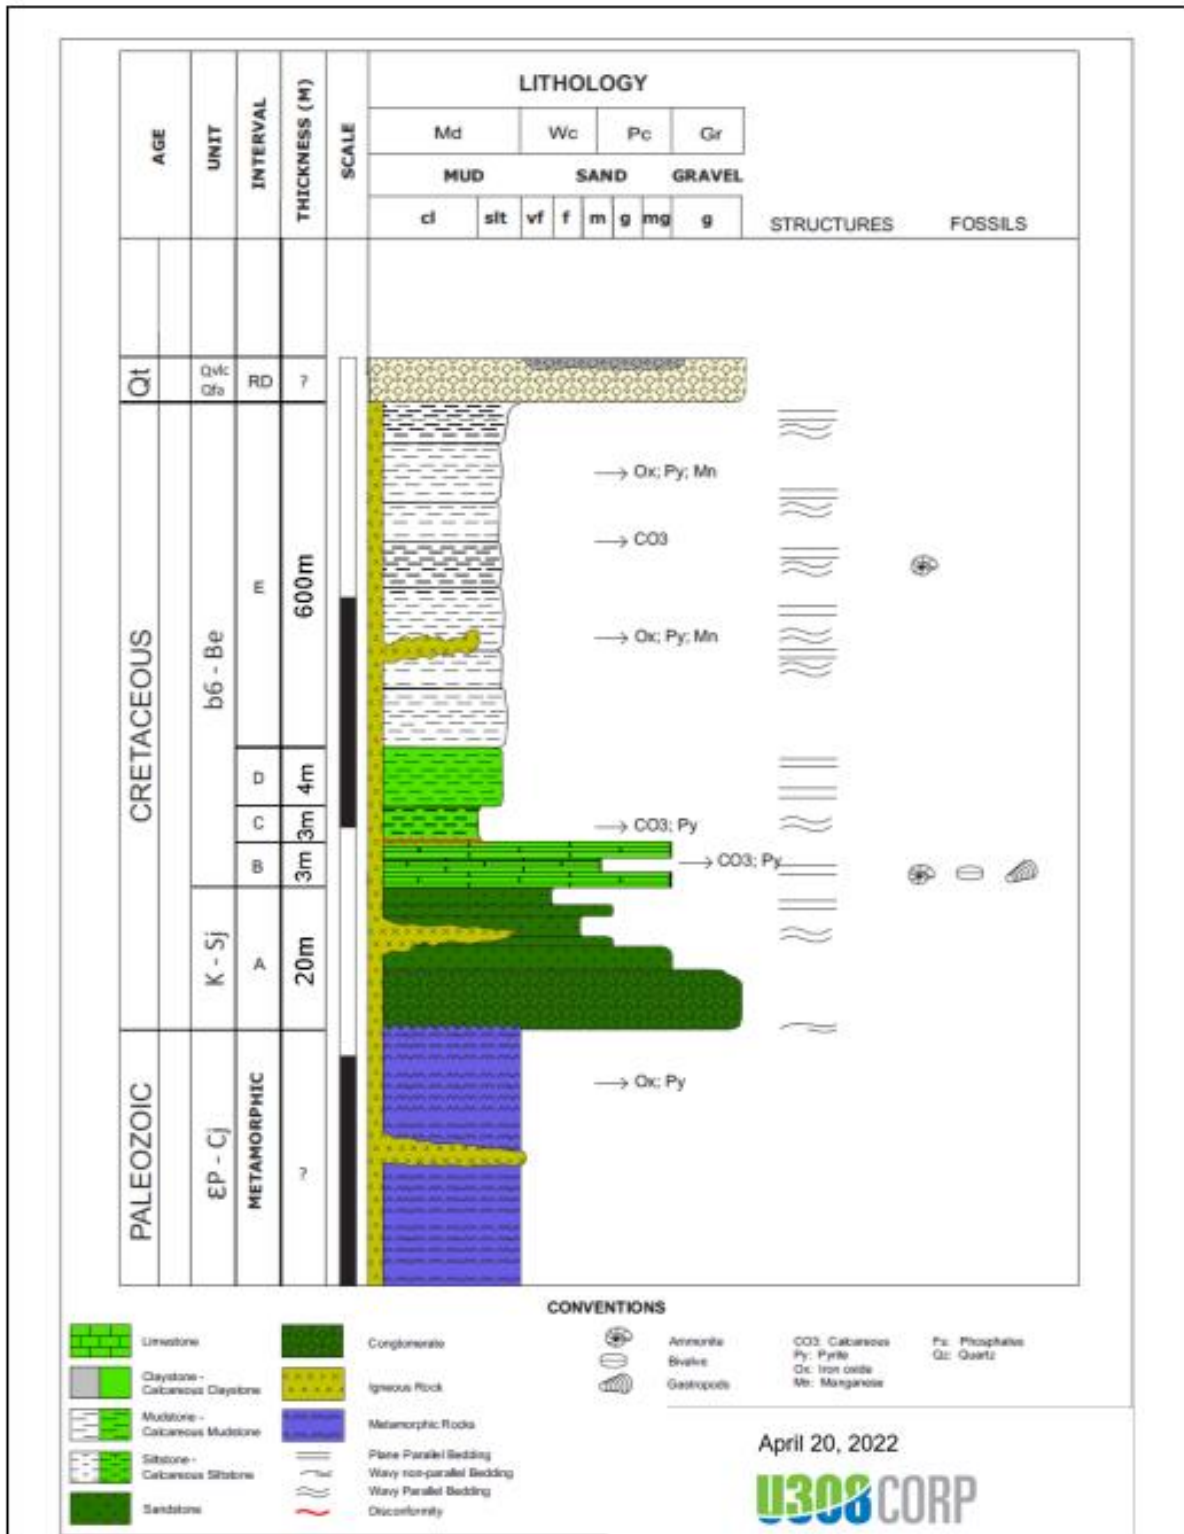 LITHOLOGY
AGE
UNIT
INTERVAL
THICKNESS (M)
SCALE
Md Wc Pc Gr
MUD SAND GRAVEL
cl slt vf f m g mg g
STRUCTURES FOSSILS
Qt
Qvlc
Qfa
RD
?
CRETACEOUS
b6 - Be
E
600m
Ox; Py; Mn
CO3
Ox; Py; Mn
D
4m
C
3m
CO3; Py
B
3m
CO3; Py
K - Sj
A
20m
PALEOZOIC
ƐP - Cj
METAMORPHIC
?
Ox; Py
CONVENTIONS
Limestone
Claystone -
Calcareous Claystone
Mudstone -
Calcareous Mudstone
Siltstone -
Calcareous Siltstone
Sandstone
Conglomerate
Igneous Rock
Metamorphic Rocks
Plane Parallel Bedding
Wavy non-parallel Bedding
Wavy Parallel Bedding
Disconformity
Ammonite
Bivalve
Gastropods
CO3: Calcareous
Py: Pyrite
Ox: Iron oxide
Mn: Manganese
Qz: Quartz
April 20, 2022
U308 CORP